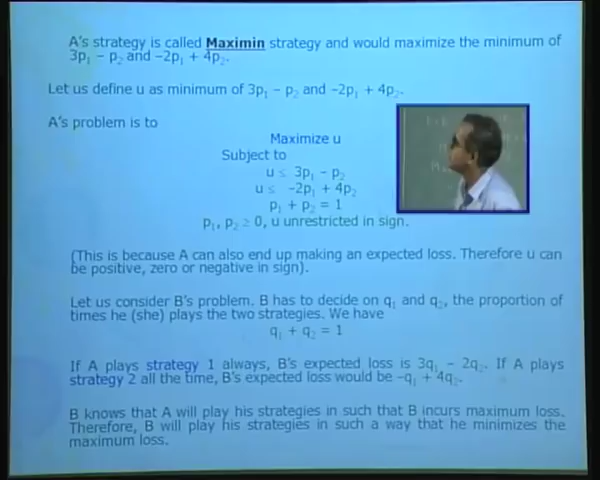 A's strategy is called Maximin strategy and would maximize the minimum of
3p₁ – p₂ and –2p₁ + 4p₂.
Let us define u as minimum of 3p₁ – p₂ and –2p₁ + 4p₂.
A's problem is to
Maximize u
Subject to
u ≤ 3p₁ – p₂
u ≤ –2p₁ + 4p₂
p₁ + p₂ = 1
p₁, p₂ ≥ 0, u unrestricted in sign.
(This is because A can also end up making an expected loss. Therefore u can
be positive, zero or negative in sign).
Let us consider B's problem. B has to decide on q₁ and q₂, the proportion of
times he (she) plays the two strategies. We have
q₁ + q₂ = 1
If A plays strategy 1 always, B's expected loss is 3q₁ – 2q₂. If A plays
strategy 2 all the time, B's expected loss would be –q₁ + 4q₂.
B knows that A will play his strategies in such that B incurs maximum loss.
Therefore, B will play his strategies in such a way that he minimizes the
maximum loss.